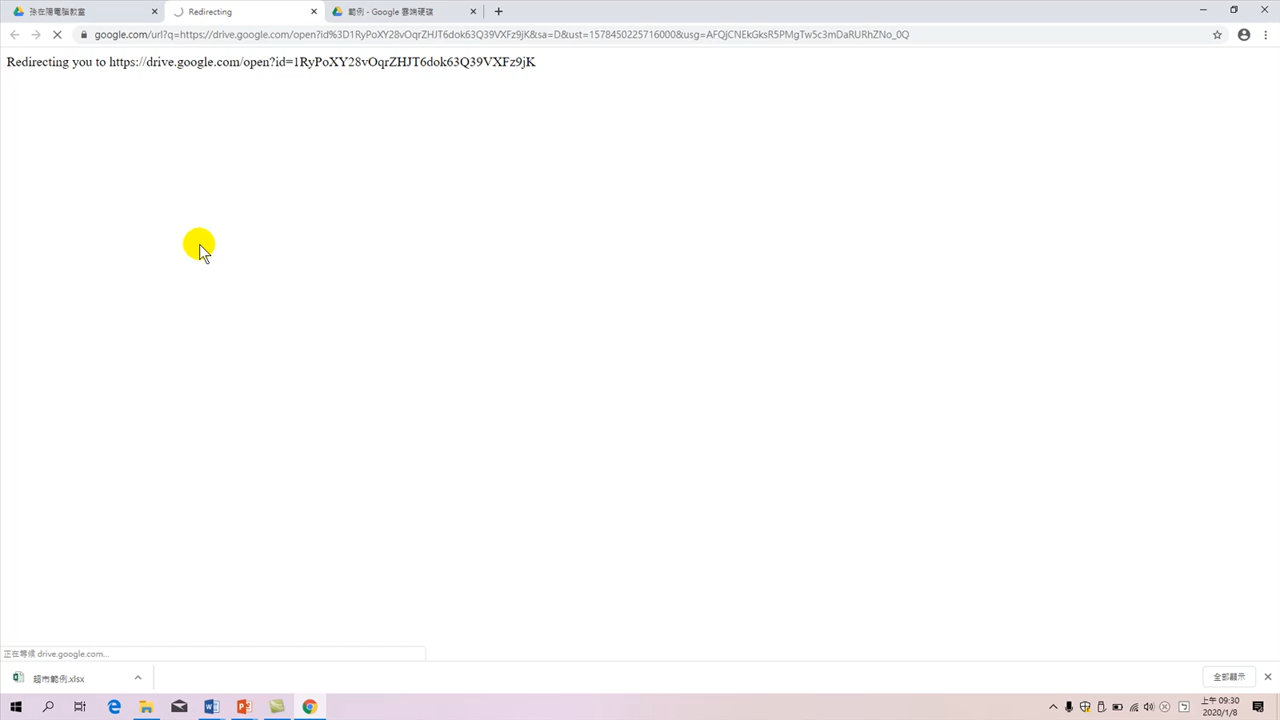 孫在陽電腦教室
Redirecting
範例 - Google 雲端硬碟
google.com/url?q=https://drive.google.com/open?id%3D1RyPoXY28vOqrZHJT6dok63Q39VXFz9jK&sa=D&ust=1578450225716000&usg=AFQjCNEkGksR5PMgTw5c3mDaRURhZNo_0Q
Redirecting you to https://drive.google.com/open?id=1RyPoXY28vOqrZHJT6dok63Q39VXFz9jK
正在等候 drive.google.com...
超市範例.xlsx
全部顯示
上午 09:30
2020/1/8